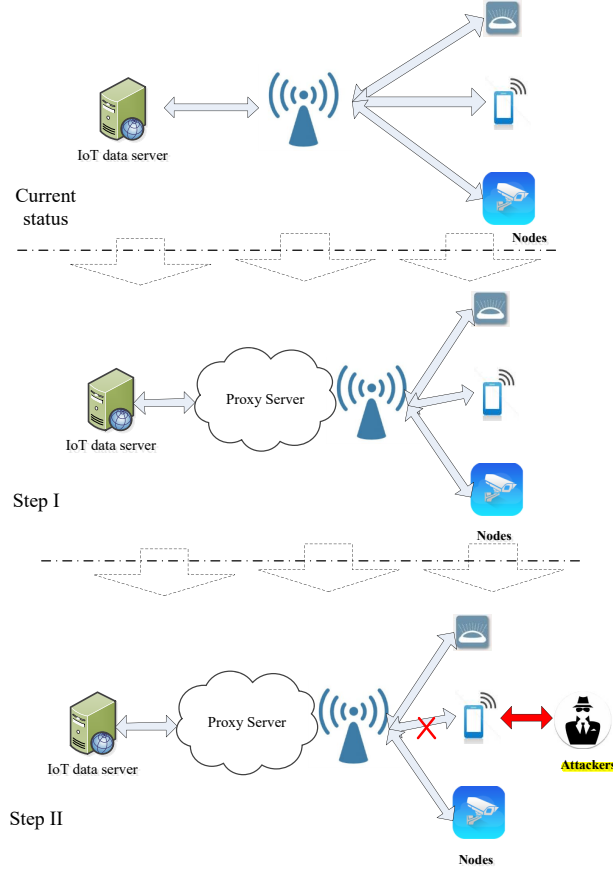 IoT data server
Current
status
Nodes
Proxy Server
IoT data server
Step I
Nodes
Proxy Server
IoT data server
Attackers
Step II
Nodes